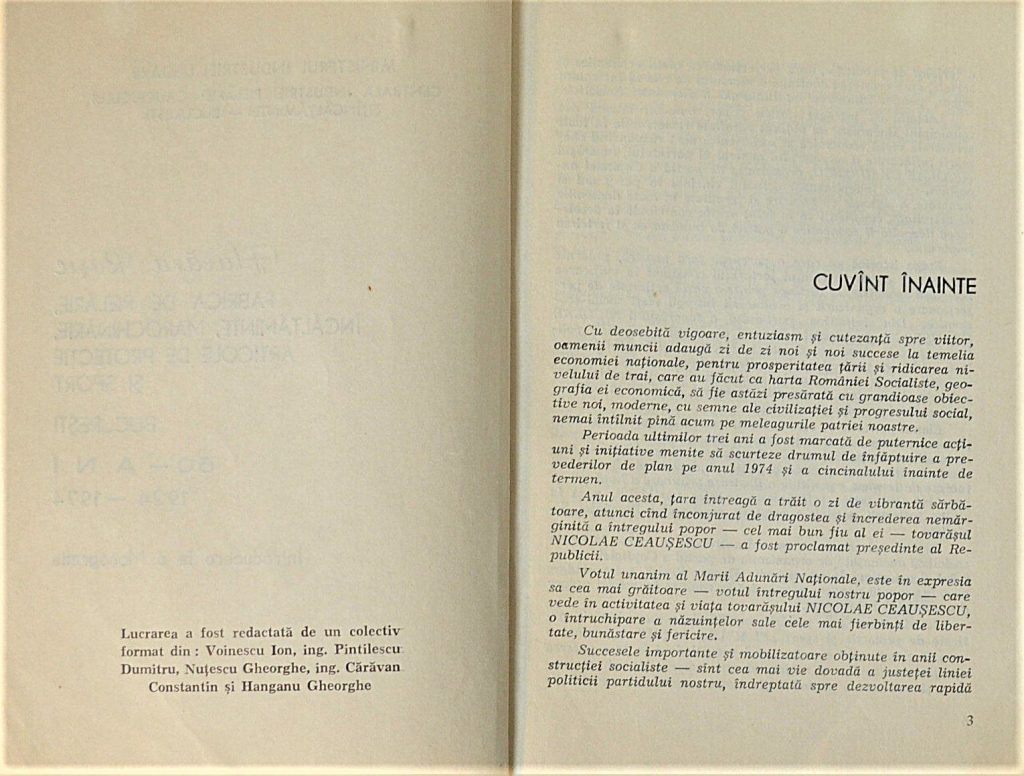 Lucrarea a fost redactată de un colectiv
format din : Voinescu Ion, ing. Pintilescu
Dumitru, Nuțescu Gheorghe, ing. Cărăvan
Constantin și Hanganu Gheorghe
CUVÎNT ÎNAINTE
Cu deosebită vigoare, entuziasm și cutezanță spre viitor,
oamenii muncii adaugă zi de zi noi și noi succese la temelia
economiei naționale, pentru prosperitatea țării și ridicarea ni-
velului de trai, care au făcut ca harta României Socialiste, geo-
grafia ei economică, să fie astăzi presărată cu grandioase obiec-
tive noi, moderne, cu semne ale civilizației și progresului social,
nemai întîlnit pînă acum pe meleagurile patriei noastre.
Perioada ultimilor trei ani a fost marcată de puternice acți-
uni și inițiative menite să scurteze drumul de înfăptuire a pre-
vederilor de plan pe anul 1974 și a cincinalului înainte de
termen.
Anul acesta, țara întreagă a trăit o zi de vibrantă sărbă-
toare, atunci cînd înconjurat de dragostea și încrederea nemăr-
ginită a întregului popor — cel mai bun fiu al ei — tovarășul
NICOLAE CEAUȘESCU — a fost proclamat președinte al Re-
publicii.
Votul unanim al Marii Adunări Naționale, este în expresia
sa cea mai grăitoare — votul întregului nostru popor — care
vede în activitatea și viața tovarășului NICOLAE CEAUȘESCU,
o întruchipare a năzuințelor sale cele mai fierbinți de liber-
tate, bunăstare și fericire.
Succesele importante și mobilizatoare obținute în anii con-
strucției socialiste — sînt cea mai vie dovadă a justeței liniei
politicii partidului nostru, îndreptată spre dezvoltarea rapidă
3